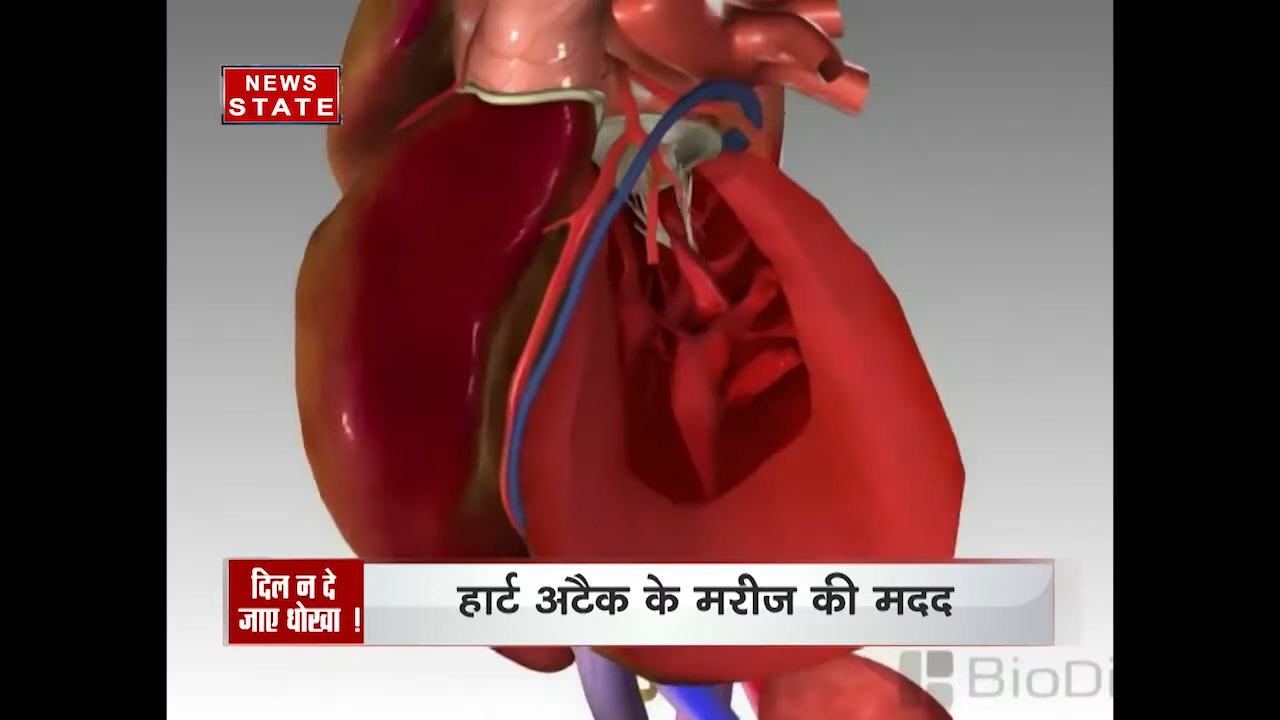 NEWS
STATE
दिल न दे
जाए धोखा !
हार्ट अटैक के मरीज की मदद
BioDi